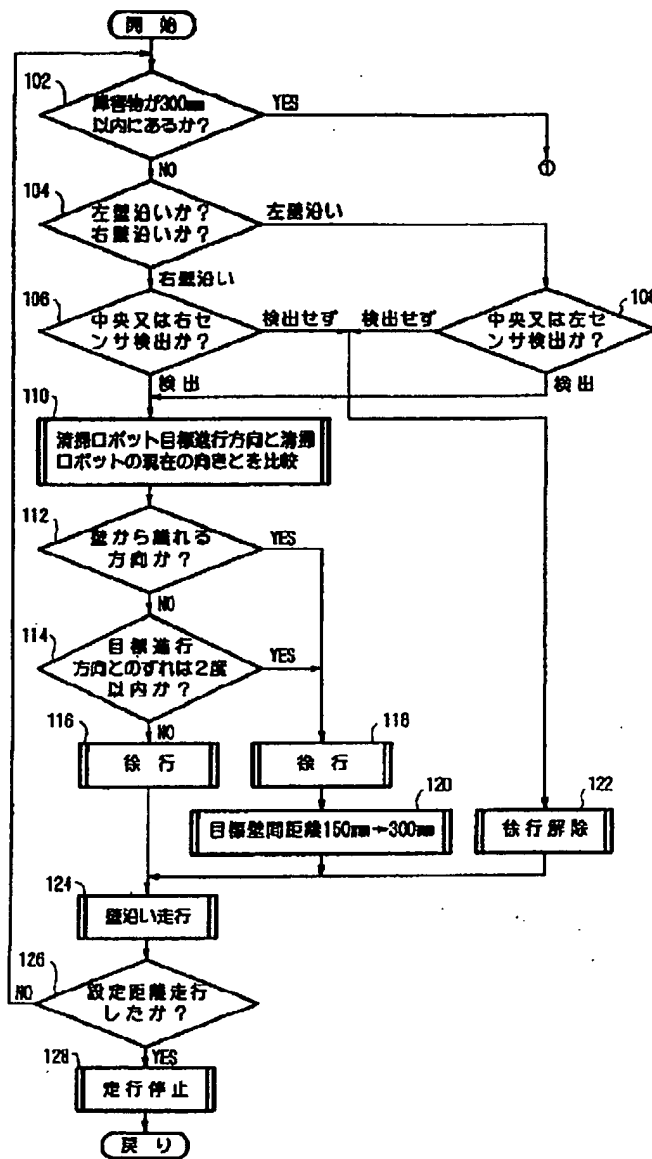 開始
102
障害物が300mm
以内にあるか？
YES
①
NO
104
左壁沿いか？
右壁沿いか？
左壁沿い
右壁沿い
106
中央又は右セ
ンサ検出か？
検出せず
検出せず
108
中央又は左セ
ンサ検出か？
検出
検出
110
清掃ロボット目標進行方向と清掃
ロボットの現在の向きとを比較
112
壁から離れる
方向か？
YES
NO
114
目標進行
方向とのずれは2度
以内か？
YES
NO
116
徐行
118
徐行
120
目標壁間距離150mm→300mm
122
徐行解除
124
壁沿い走行
126
設定距離走行
したか？
NO
YES
128
走行停止
戻り